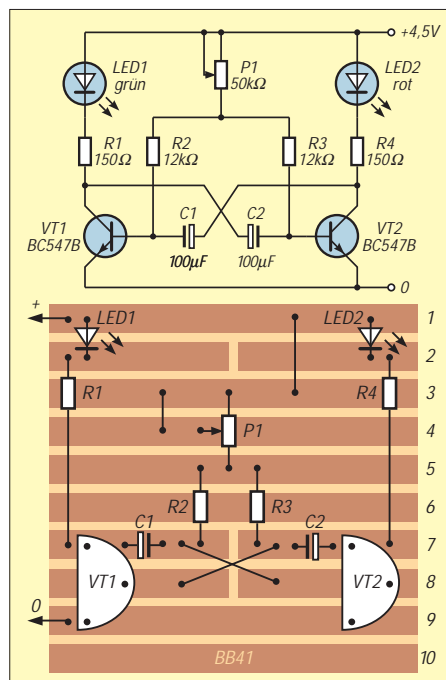 +4,5V
LED1
grün
P1
50kΩ
LED2
rot
R1
150Ω
R2
12kΩ
R3
12kΩ
R4
150Ω
VT1
BC547B
C1
100µF
C2
100µF
VT2
BC547B
0
+
LED1
LED2
1
2
R1
R4
3
P1
4
5
R2
R3
6
C1
C2
7
VT1
VT2
8
0
9
BB41
10